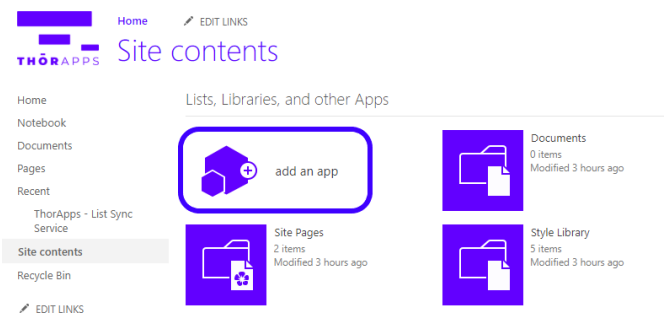 Home
EDIT LINKS
THŌRAPPS
Site contents
Home
Notebook
Documents
Pages
Recent
ThorApps - List Sync
Service
Site contents
Recycle Bin
EDIT LINKS
Lists, Libraries, and other Apps
add an app
Documents
0 items
Modified 3 hours ago
Site Pages
2 items
Modified 3 hours ago
Style Library
5 items
Modified 3 hours ago